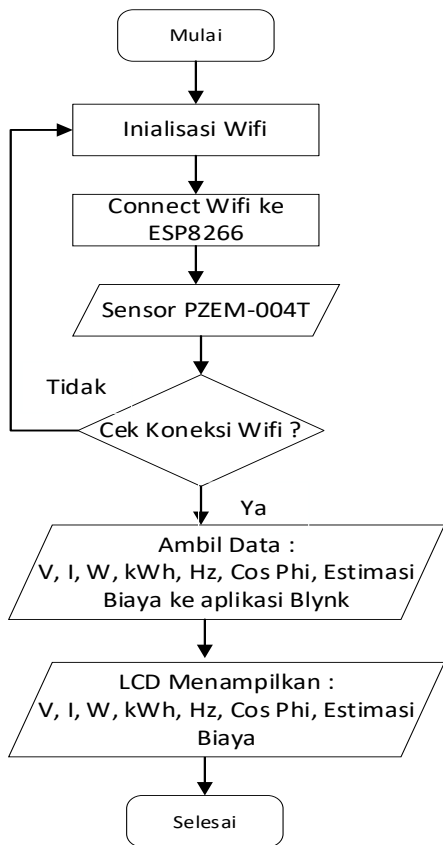 Mulai
Inialisasi Wifi
Connect Wifi ke
ESP8266
Sensor PZEM-004T
Tidak
Cek Koneksi Wifi ?
Ya
Ambil Data :
V, I, W, kWh, Hz, Cos Phi, Estimasi
Biaya ke aplikasi Blynk
LCD Menampilkan :
V, I, W, kWh, Hz, Cos Phi, Estimasi
Biaya
Selesai